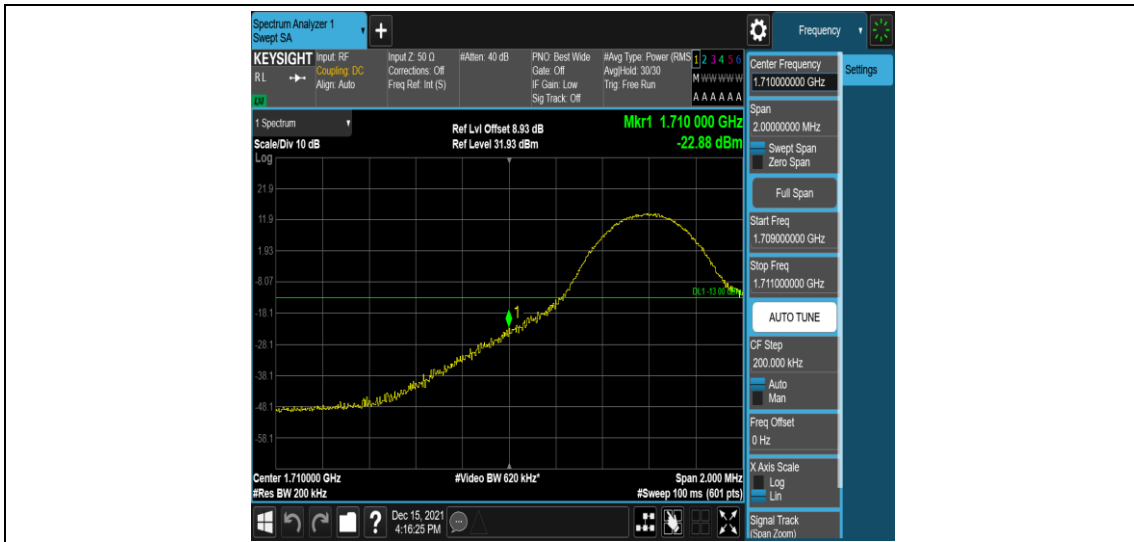 Spectrum Analyzer 1
Swept SA
+
Frequency
KEYSIGHT
RL
LXI
Input: RF
Coupling: DC
Align: Auto
Input Z: 50 Ω
Corrections: Off
Freq Ref: Int (S)
#Atten: 40 dB
PNO: Best Wide
Gate: Off
IF Gain: Low
Sig Track: Off
#Avg Type: Power (RMS
Avg|Hold: 30/30
Trig: Free Run
1 2 3 4 5 6
M W W W W W
A A A A A A
1 Spectrum
Scale/Div 10 dB
Ref Lvl Offset 8.93 dB
Ref Level 31.93 dBm
Mkr1 1.710 000 GHz
-22.88 dBm
Log
21.9
11.9
1.93
-8.07
-18.1
-28.1
-38.1
-48.1
-58.1
DL1 -13.00
1
Center 1.710000 GHz
#Res BW 200 kHz
#Video BW 620 kHz*
Span 2.000 MHz
#Sweep 100 ms (601 pts)
Dec 15, 2021
4:16:25 PM
?
Center Frequency
1.710000000 GHz
Settings
Span
2.00000000 MHz
Swept Span
Zero Span
Full Span
Start Freq
1.709000000 GHz
Stop Freq
1.711000000 GHz
AUTO TUNE
CF Step
200.000 kHz
Auto
Man
Freq Offset
0 Hz
X Axis Scale
Log
Lin
Signal Track
(Span Zoom)